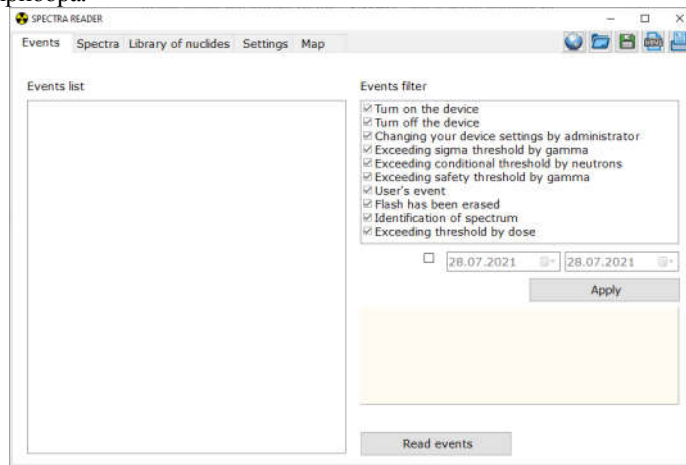 прибора.
SPECTRA READER
Events Spectra Library of nuclides Settings Map
Events list
Events filter
Turn on the device
Turn off the device
Changing your device settings by administrator
Exceeding sigma threshold by gamma
Exceeding conditional threshold by neutrons
Exceeding safety threshold by gamma
User's event
Flash has been erased
Identification of spectrum
Exceeding threshold by dose
28.07.2021 28.07.2021
Apply
Read events